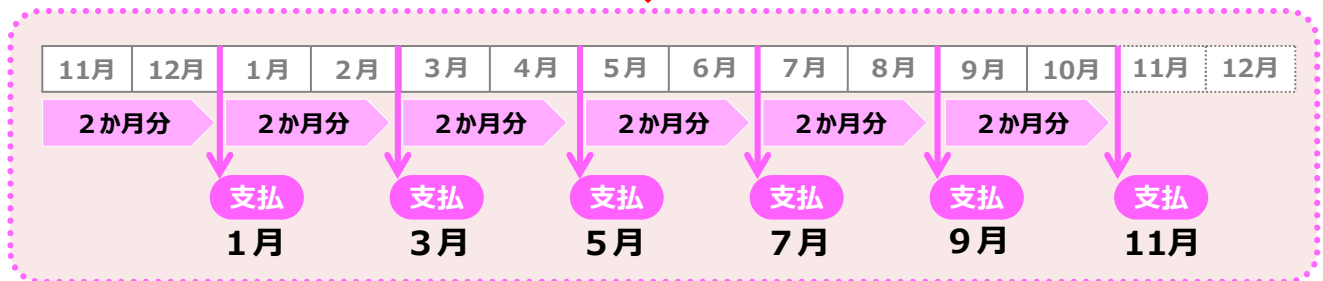 11月 12月 1月 2月 3月 4月 5月 6月 7月 8月 9月 10月 11月 12月
2か月分 2か月分 2か月分 2か月分 2か月分 2か月分
支払 支払 支払 支払 支払 支払
1月 3月 5月 7月 9月 11月